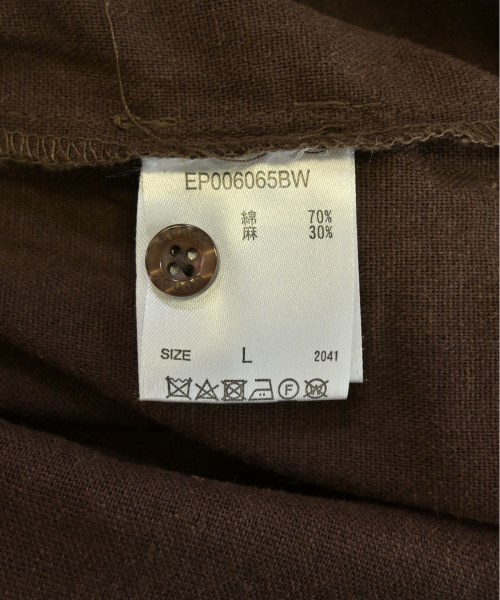 EP006065BW
綿 70%
麻 30%
SIZE L 2041